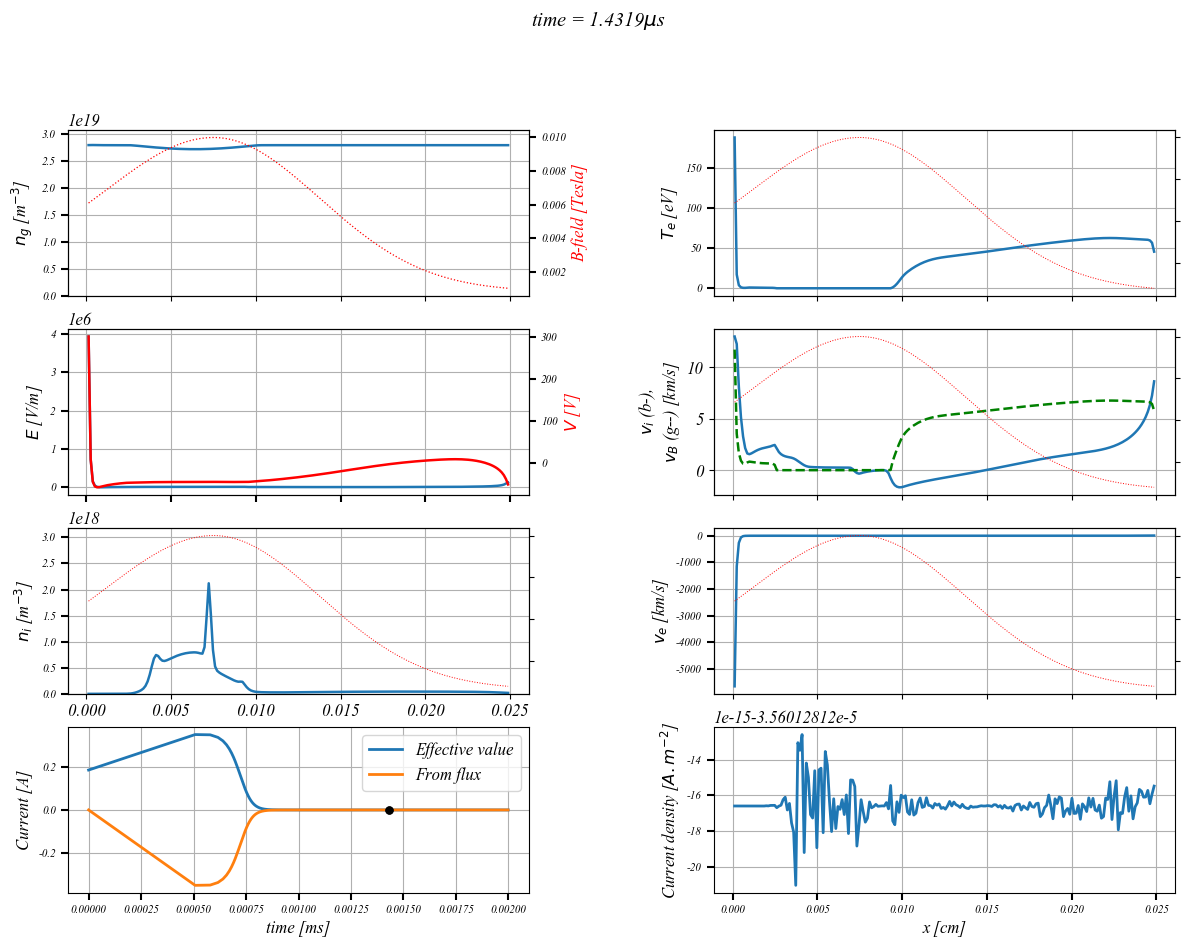 time = 1.4319µs
1e19
3.0
2.5
2.0
1.5
1.0
0.5
0.0
n_g [m^{-3}]
0.010
0.008
0.006
0.004
0.002
B-field [Tesla]
150
100
50
0
T_e [eV]
1e6
4
3
2
1
0
E [V/m]
300
200
100
0
V [V]
10
5
0
v_i (b-),
v_B (g--) [km/s]
1e18
3.0
2.5
2.0
1.5
1.0
0.5
0.0
n_i [m^{-3}]
0.000 0.005 0.010 0.015 0.020 0.025
0
-1000
-2000
-3000
-4000
-5000
v_e [km/s]
0.2
0.0
-0.2
Current [A]
Effective value
From flux
0.00000 0.00025 0.00050 0.00075 0.00100 0.00125 0.00150 0.00175 0.00200
time [ms]
1e-15-3.56012812e-5
-14
-16
-18
-20
Current density [A.m^{-2}]
0.000 0.005 0.010 0.015 0.020 0.025
x [cm]